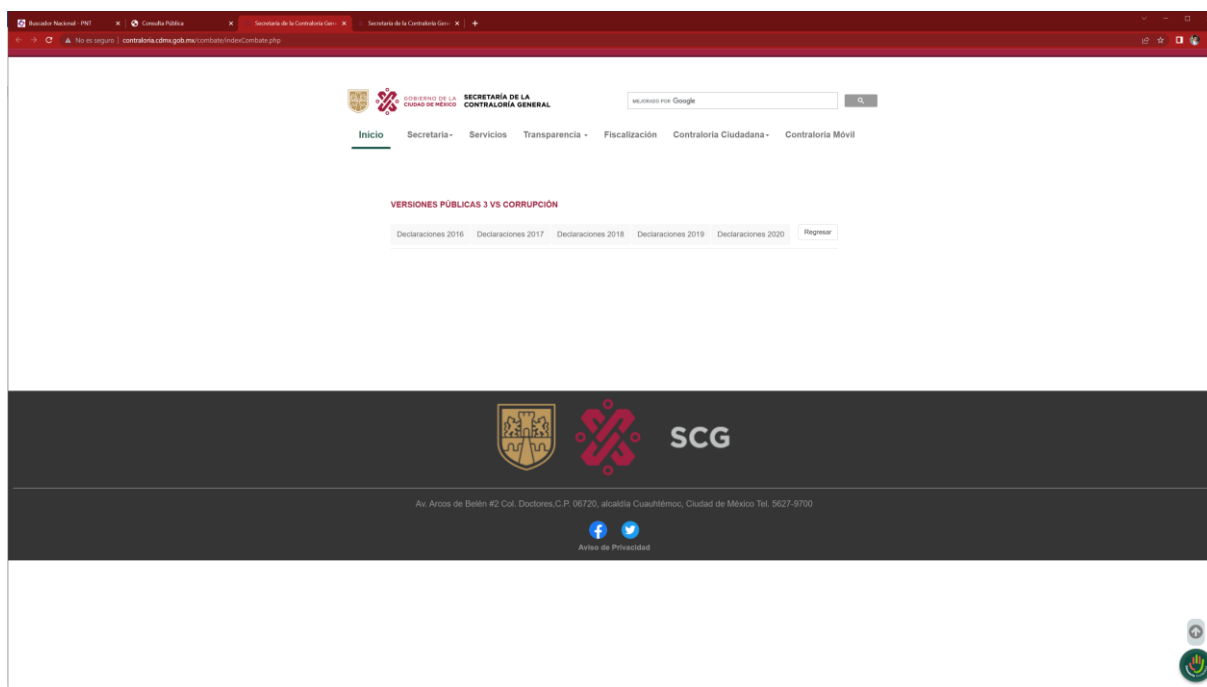 Buscador Nacional - PNT
Consulta Pública
Secretaría de la Contraloría Gen
Secretaría de la Contraloría Gene
No es seguro | contraloria.cdmx.gob.mx/combate/indexCombate.php
GOBIERNO DE LA
CIUDAD DE MÉXICO
SECRETARÍA DE LA
CONTRALORÍA GENERAL
MEJORADO POR Google
Inicio Secretaria Servicios Transparencia Fiscalización Contraloría Ciudadana Contraloría Móvil
VERSIONES PÚBLICAS 3 VS CORRUPCIÓN
Declaraciones 2016 Declaraciones 2017 Declaraciones 2018 Declaraciones 2019 Declaraciones 2020 Regresar
SCG
Av. Arcos de Belén #2 Col. Doctores,C.P. 06720, alcaldía Cuauhtémoc, Ciudad de México Tel. 5627-9700
Aviso de Privacidad